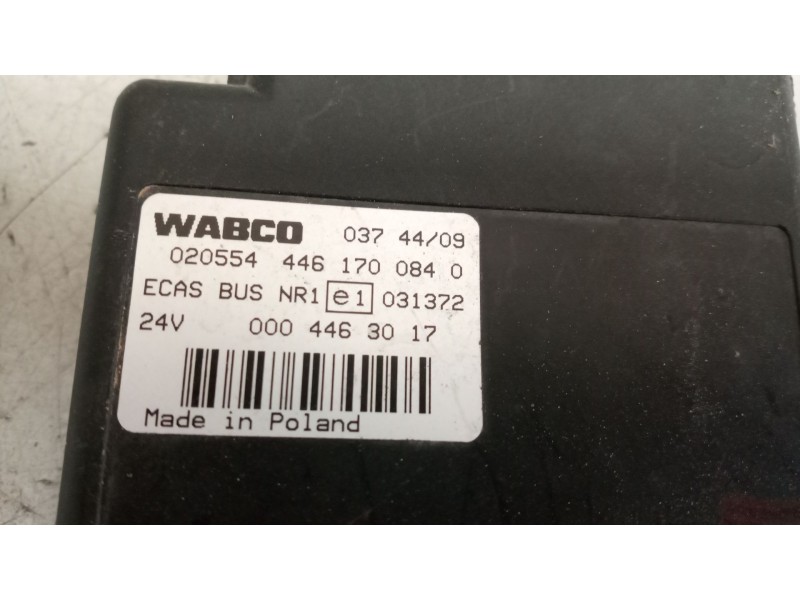 WABCO 037 44/09
020554 446 170 084 0
ECAS BUS NR1 e1 031372
24V 000 446 30 17
Made in Poland